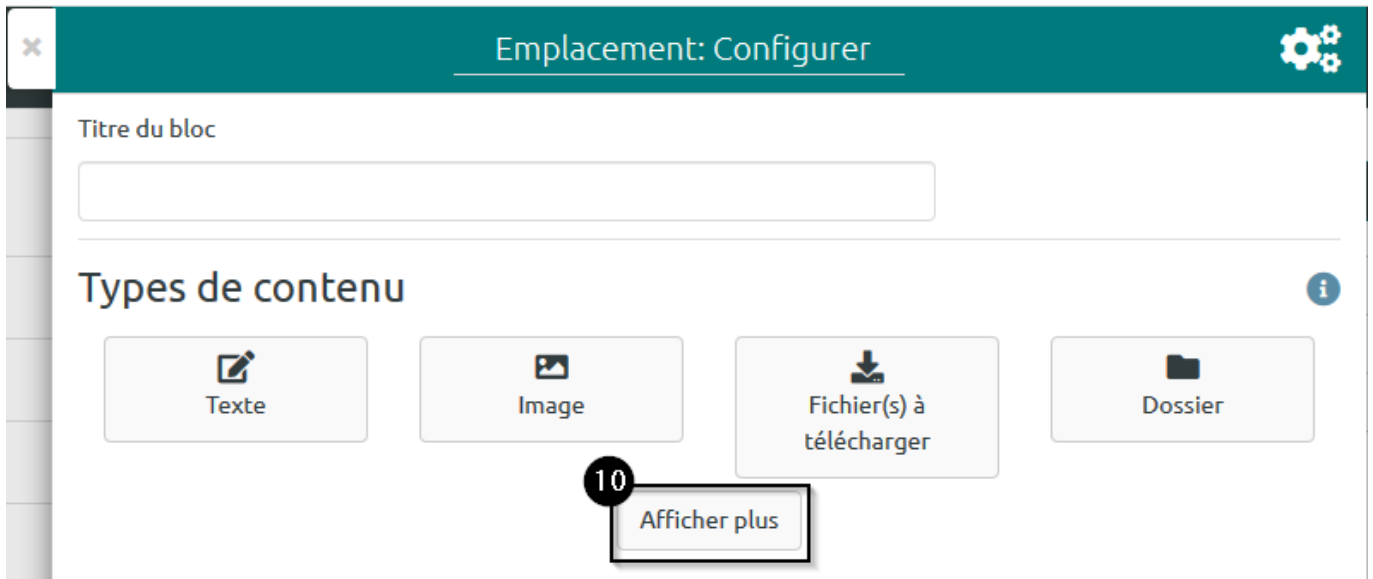 Emplacement: Configurer
Titre du bloc
Types de contenu
Texte
Image
Fichier(s) à
télécharger
Dossier
10
Afficher plus